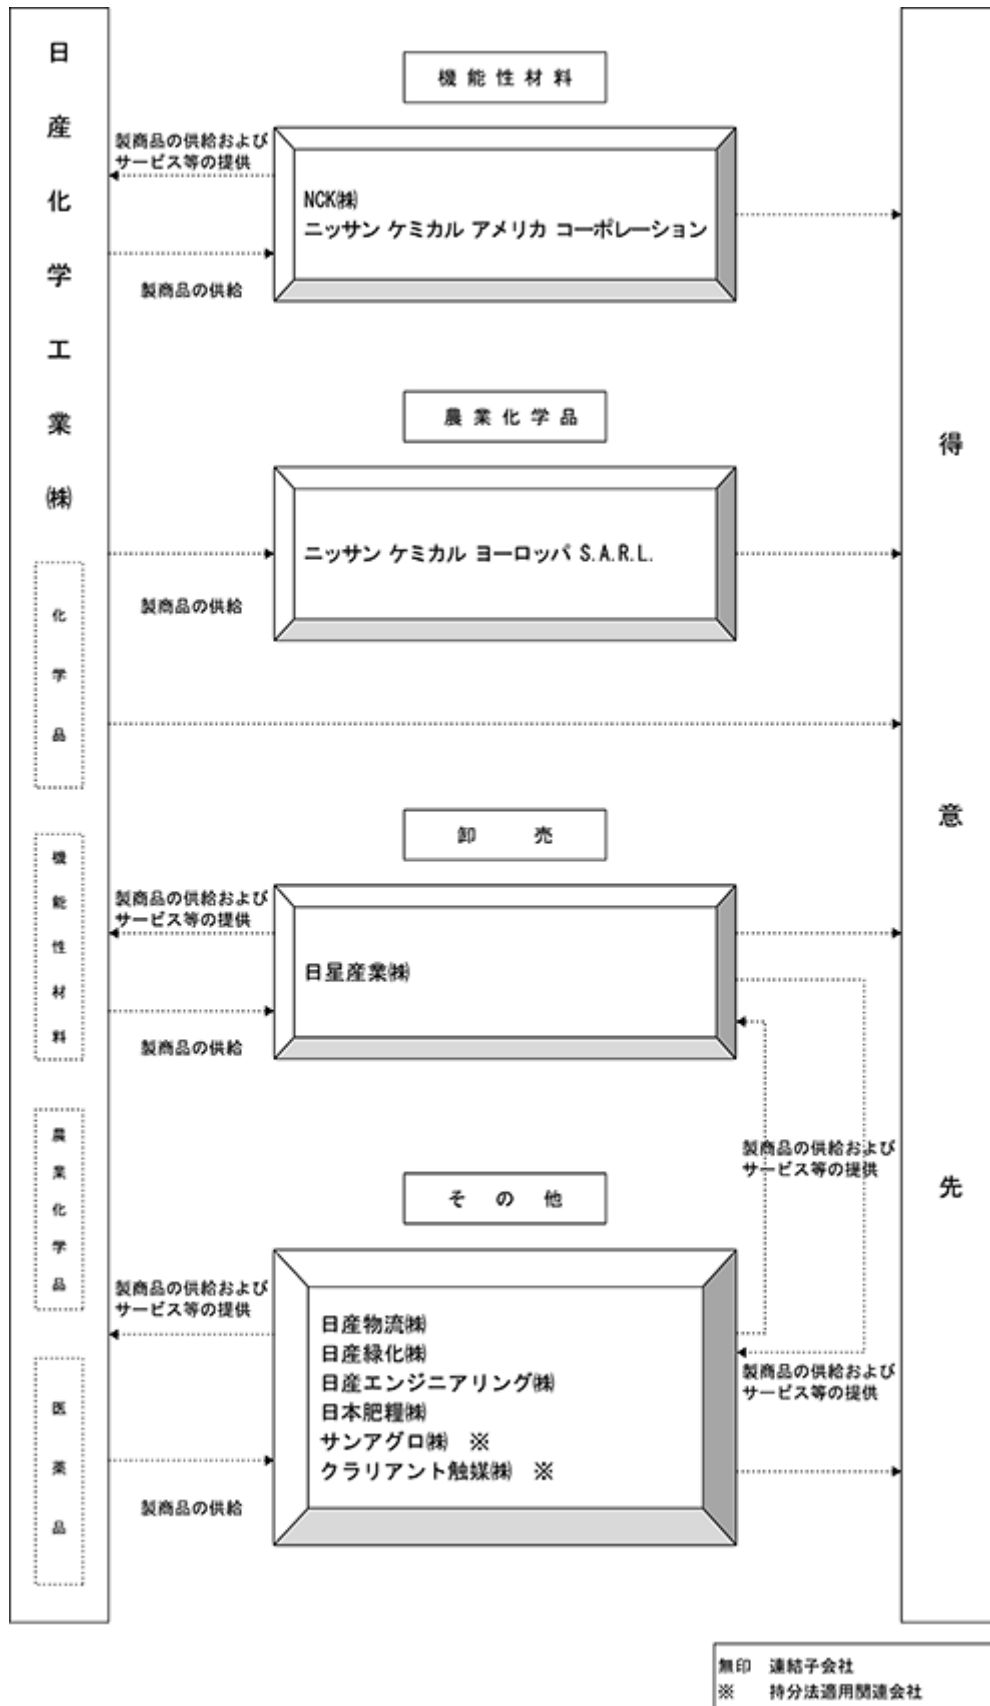 日産化学工業㈱
化学品
機能性材料
農業化学品
医薬品
機能性材料
製商品の供給および
サービス等の提供
NCK㈱
ニッサン ケミカル アメリカ コーポレーション
製商品の供給
農業化学品
ニッサン ケミカル ヨーロッパ S.A.R.L.
製商品の供給
卸売
製商品の供給および
サービス等の提供
日星産業㈱
製商品の供給
製商品の供給および
サービス等の提供
その他
製商品の供給および
サービス等の提供
日産物流㈱
日産緑化㈱
日産エンジニアリング㈱
日本肥糧㈱
サンアグロ㈱ ※
クラリアント触媒㈱ ※
製商品の供給および
サービス等の提供
製商品の供給
得意先
無印 連結子会社
※ 持分法適用関連会社